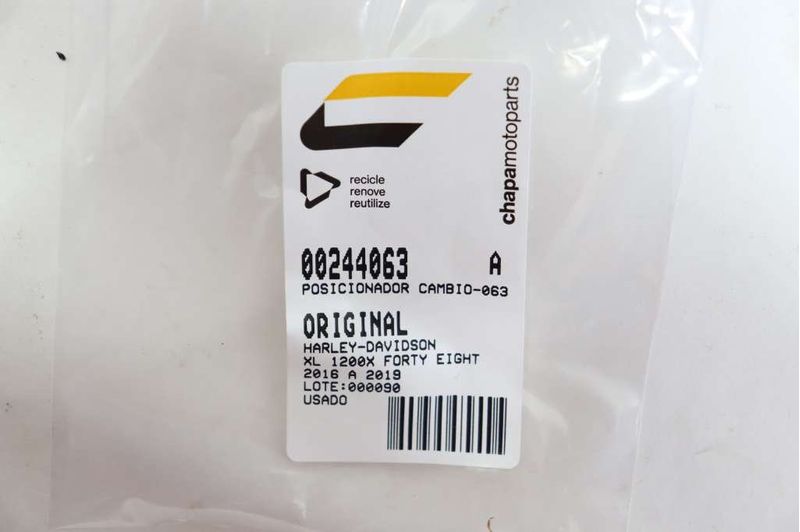 chapamotoparts
recicle
renove
reutilize
00244063 A
POSICIONADOR CAMBIO-063
ORIGINAL
HARLEY-DAVIDSON
XL 1200X FORTY EIGHT
2016 A 2019
LOTE:000090
USADO